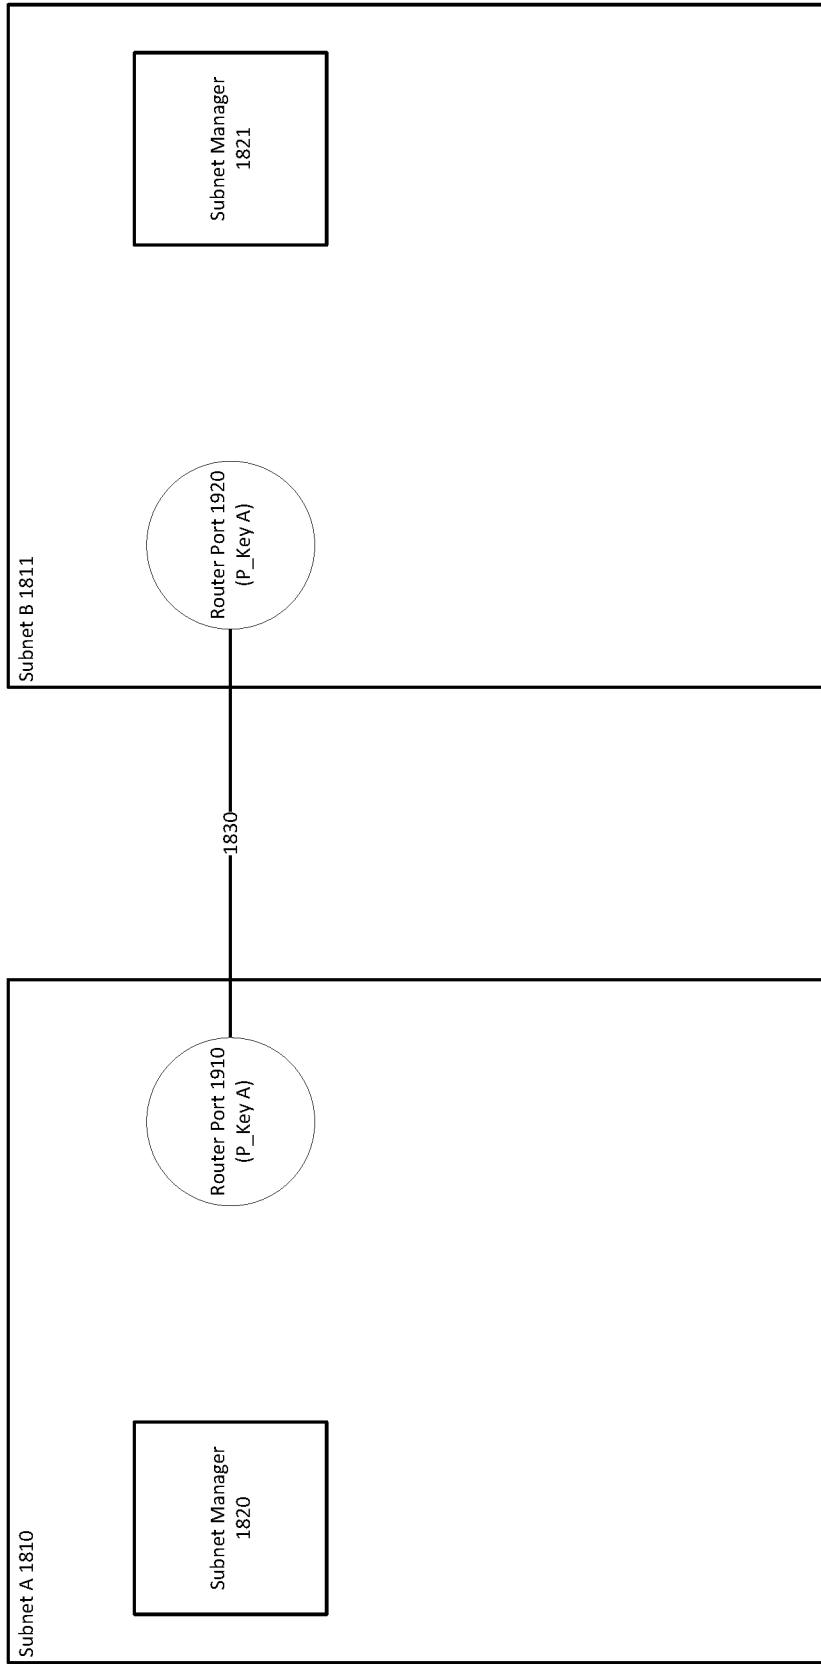 Subnet A 1810
Subnet Manager
1820
Router Port 1910
(P_Key A)
1830
Subnet B 1811
Router Port 1920
(P_Key A)
Subnet Manager
1821